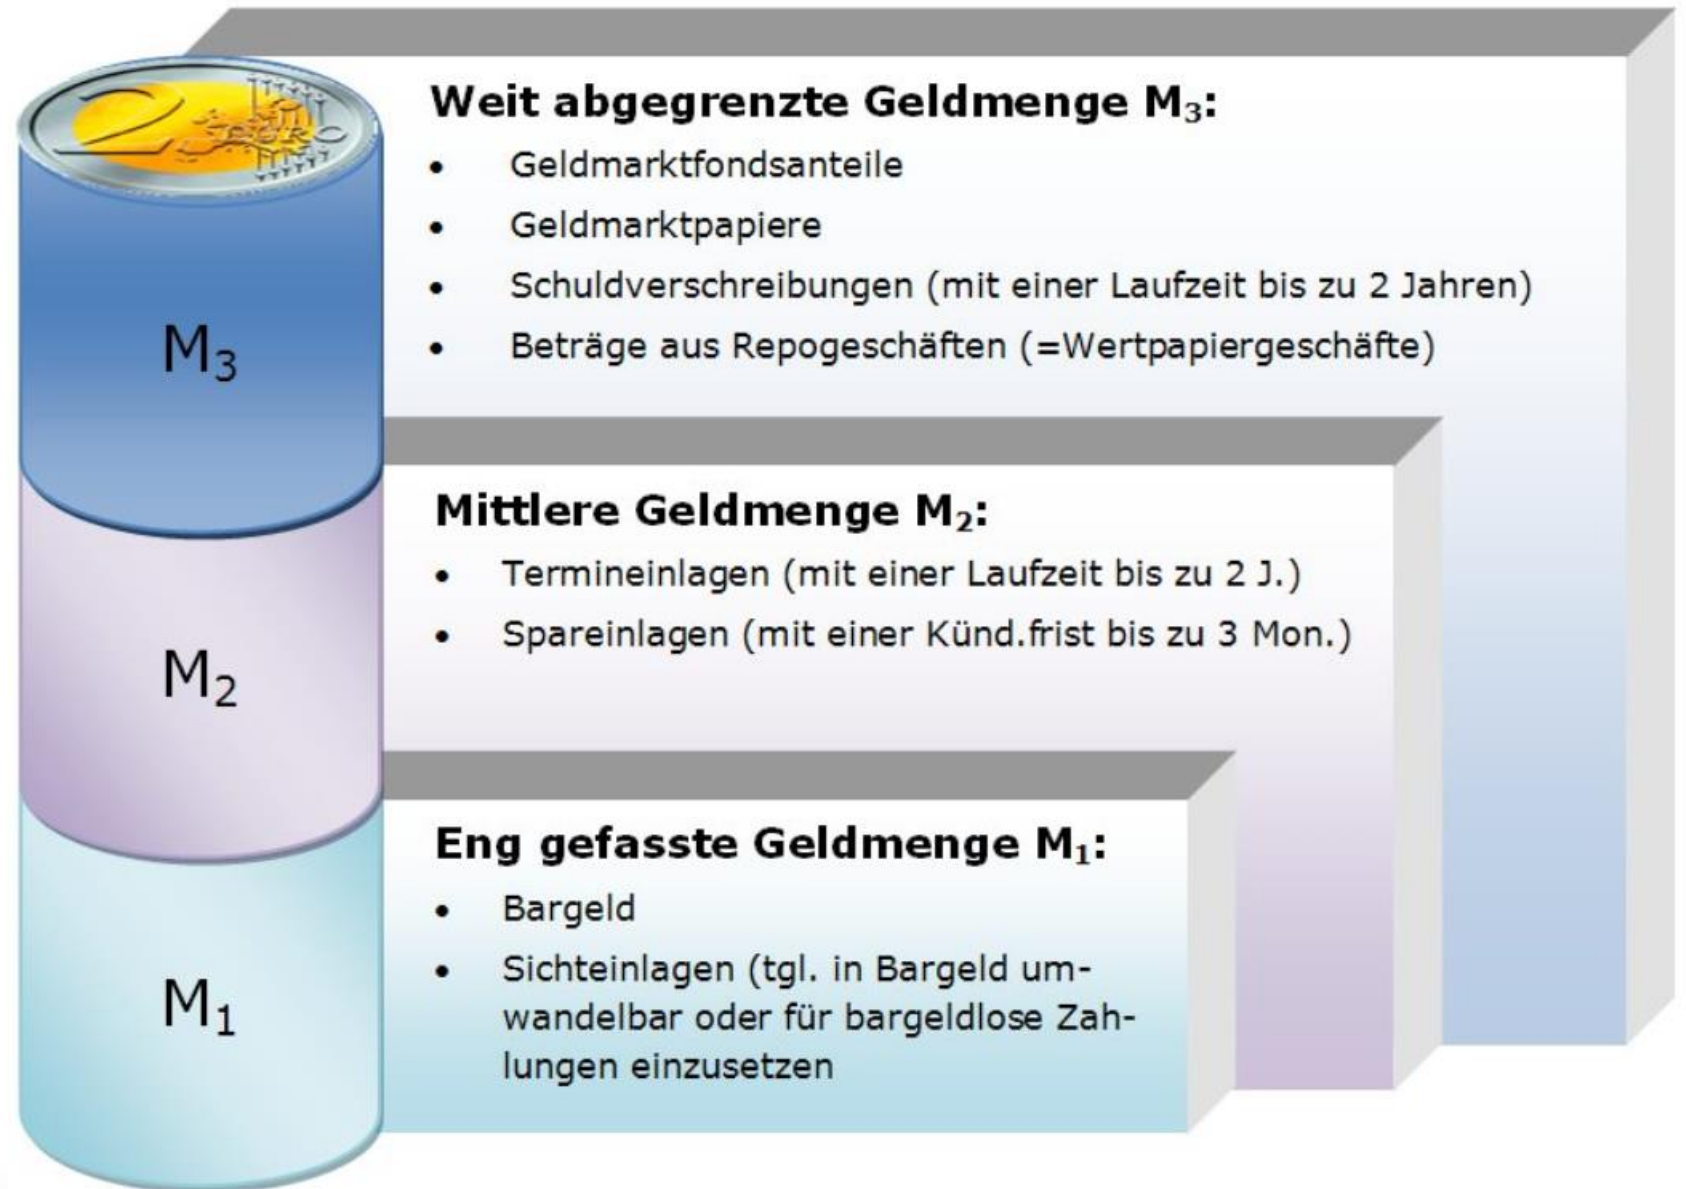 2 EURO
Weit abgegrenzte Geldmenge M₃:
• Geldmarktfondsanteile
• Geldmarktpapiere
• Schuldverschreibungen (mit einer Laufzeit bis zu 2 Jahren)
• Beträge aus Repogeschäften (=Wertpapiergeschäfte)
M₃
Mittlere Geldmenge M₂:
• Termineinlagen (mit einer Laufzeit bis zu 2 J.)
• Spareinlagen (mit einer Künd.frist bis zu 3 Mon.)
M₂
Eng gefasste Geldmenge M₁:
• Bargeld
• Sichteinlagen (tgl. in Bargeld um-
wandelbar oder für bargeldlose Zah-
lungen einzusetzen
M₁